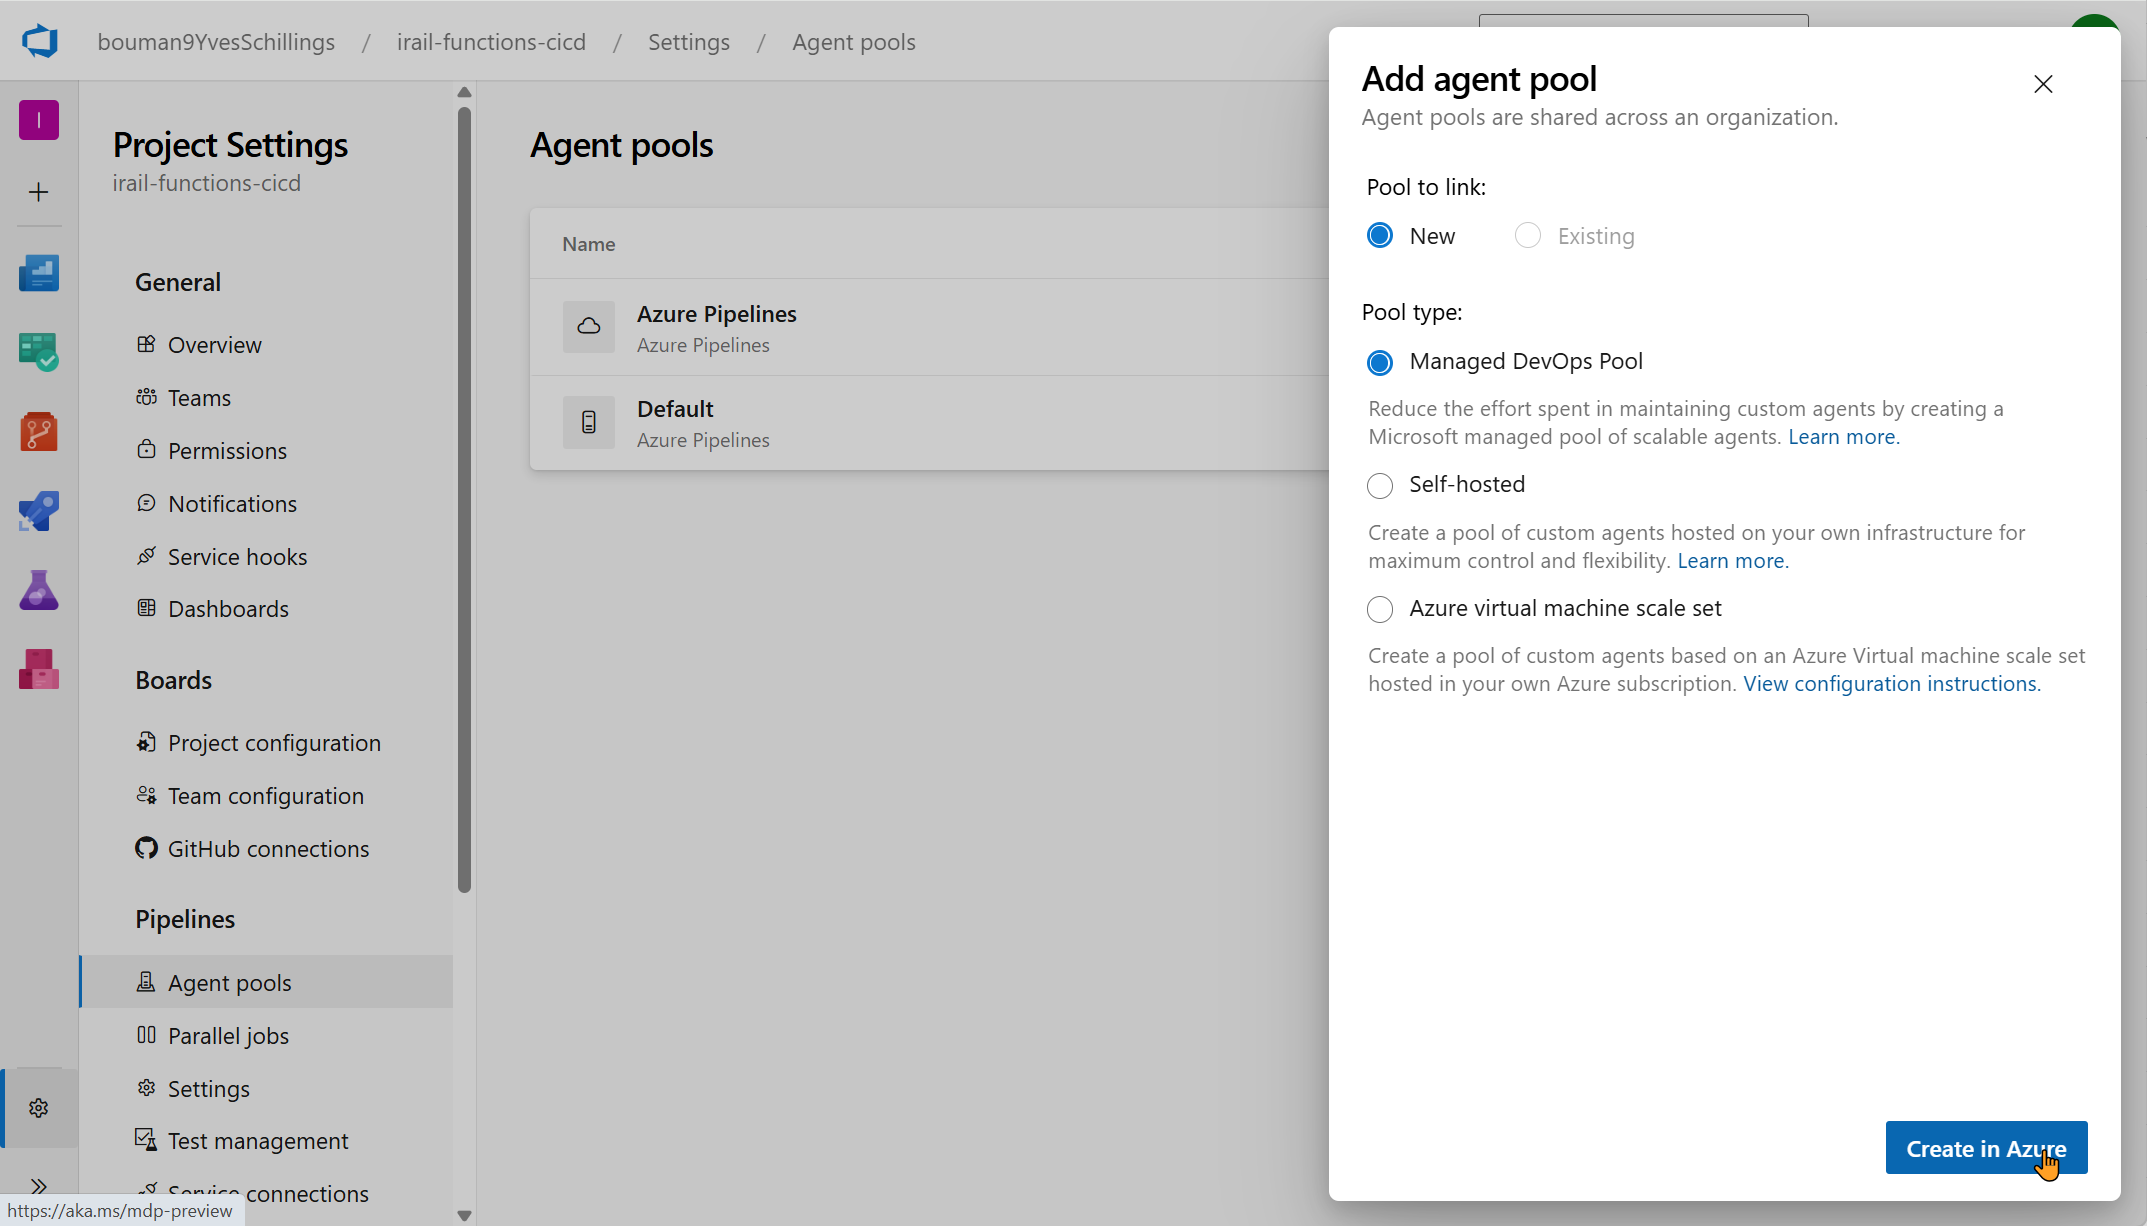 bouman9YvesSchillings / irail-functions-cicd / Settings / Agent pools
I
Project Settings
irail-functions-cicd
General
Overview
Teams
Permissions
Notifications
Service hooks
Dashboards
Boards
Project configuration
Team configuration
GitHub connections
Pipelines
Agent pools
Parallel jobs
Settings
Test management
Service connections
https://aka.ms/mdp-preview
Agent pools
Name
Azure Pipelines
Azure Pipelines
Default
Azure Pipelines
Add agent pool
Agent pools are shared across an organization.
Pool to link:
New
Existing
Pool type:
Managed DevOps Pool
Reduce the effort spent in maintaining custom agents by creating a
Microsoft managed pool of scalable agents. Learn more.
Self-hosted
Create a pool of custom agents hosted on your own infrastructure for
maximum control and flexibility. Learn more.
Azure virtual machine scale set
Create a pool of custom agents based on an Azure Virtual machine scale set
hosted in your own Azure subscription. View configuration instructions.
Create in Azure